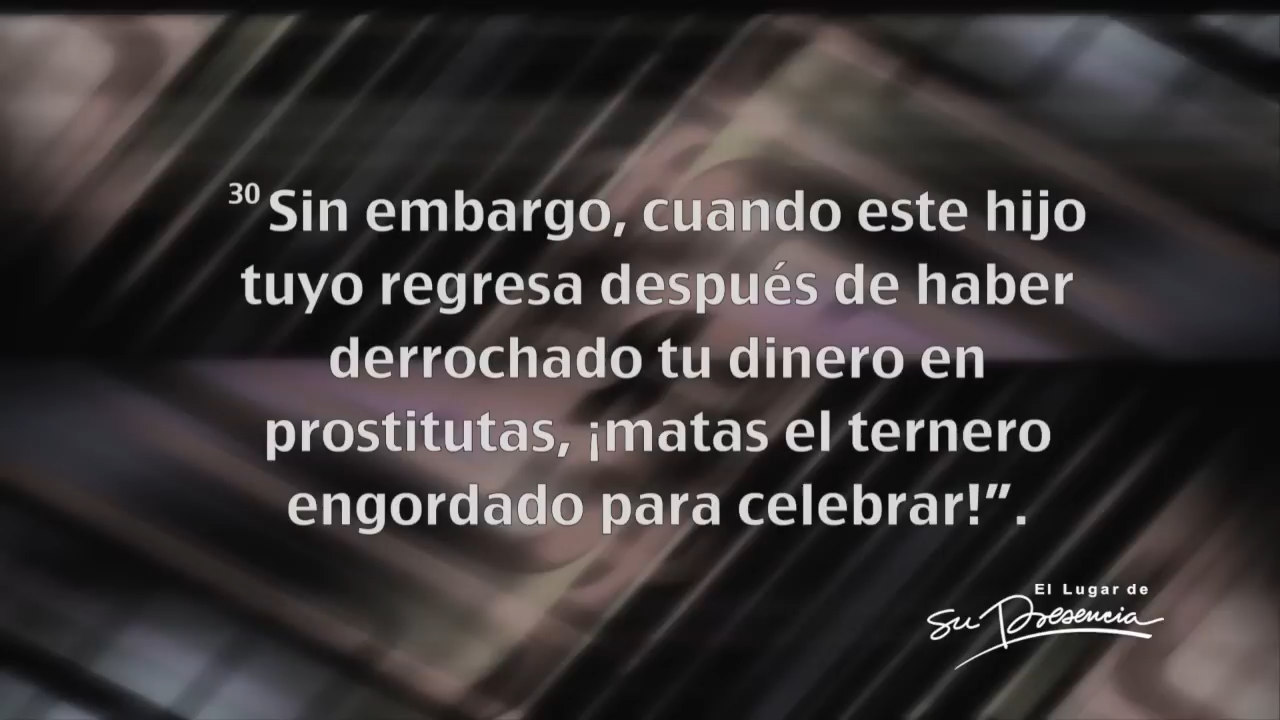 30 Sin embargo, cuando este hijo
tuyo regresa después de haber
derrochado tu dinero en
prostitutas, ¡matas el ternero
engordado para celebrar!”.
El Lugar de
Su Presencia